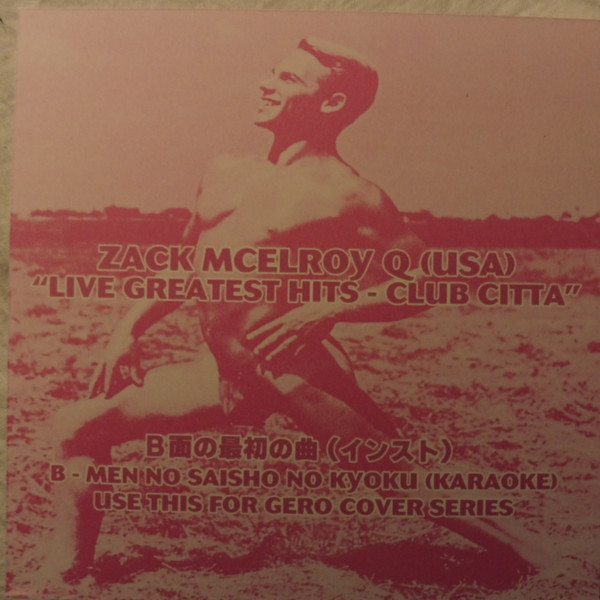 ZACK MCELROY Q (USA)
"LIVE GREATEST HITS - CLUB CITTA"
B面の最初の曲(インスト)
B - MEN NO SAISHO NO KYOKU (KARAOKE)
USE THIS FOR GERO COVER SERIES